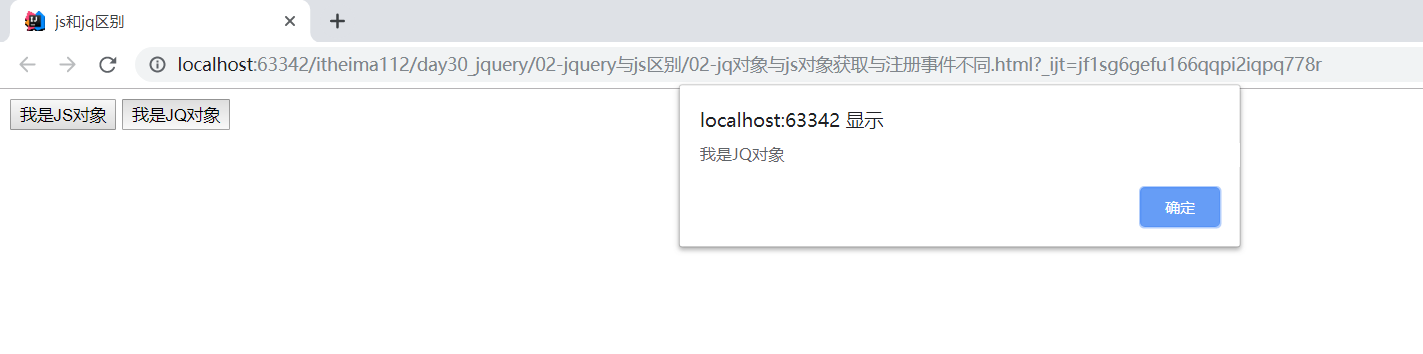 js和jq区别
localhost:63342/itheima112/day30_jquery/02-jquery与js区别/02-jq对象与js对象获取与注册事件不同.html?_ijt=jf1sg6gefu166qqpi2iqpq778r
我是JS对象 我是JQ对象
localhost:63342 显示
我是JQ对象
确定